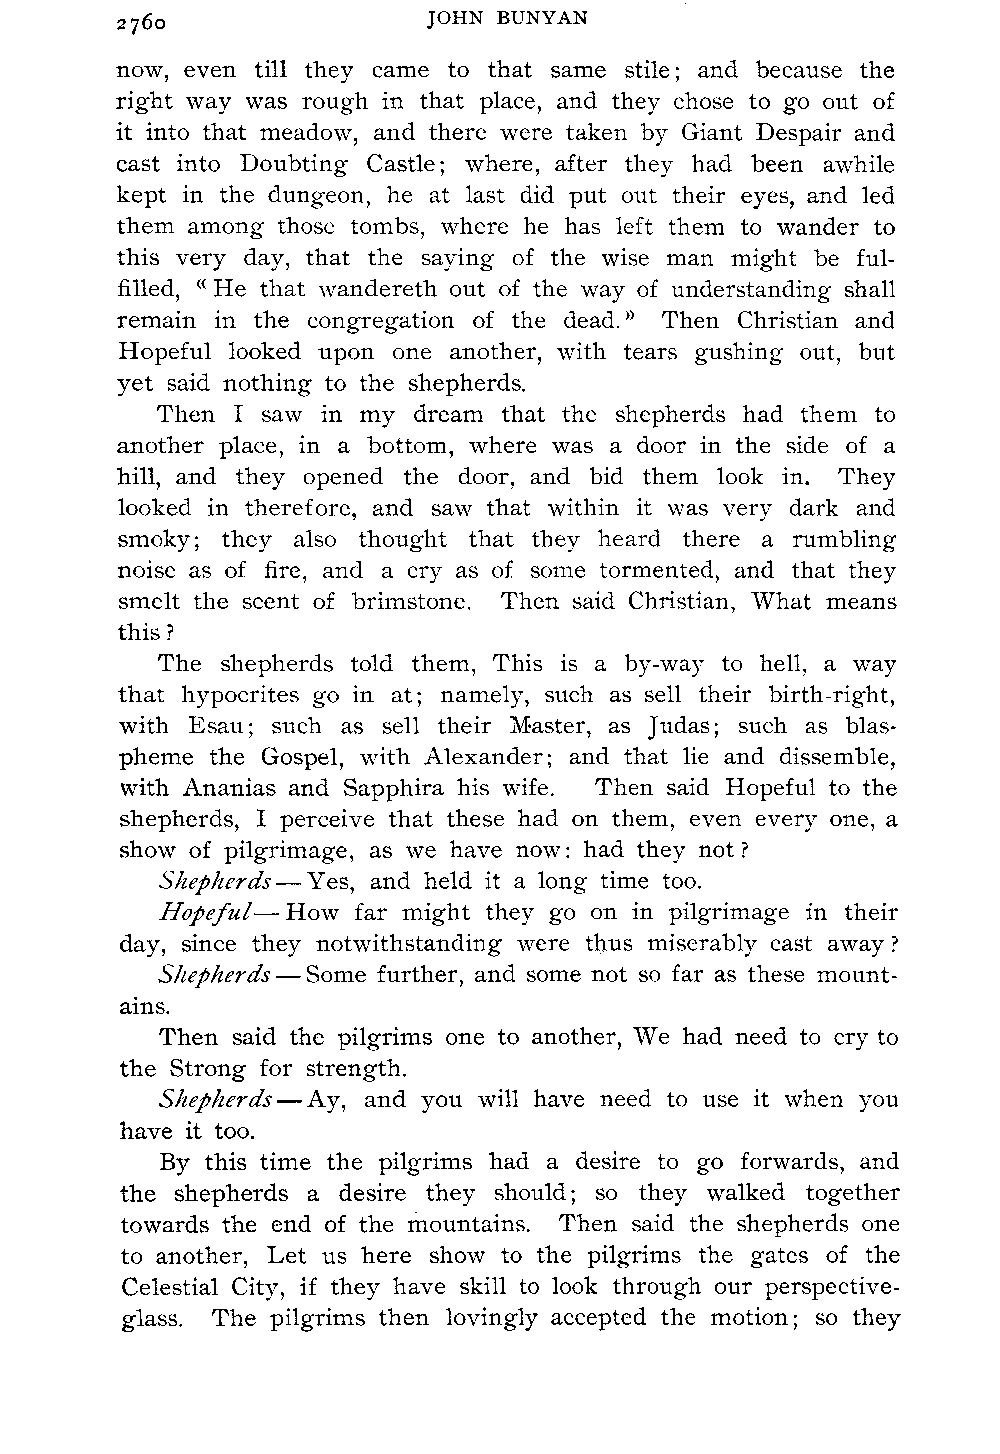 2760
JOHN BUNYAN
now, even till they came to that same stile; and because the
right way was rough in that place, and they chose to go out of
it into that meadow, and there were taken by Giant Despair and
cast into Doubting Castle; where, after they had been awhile
kept in the dungeon, he at last did put out their eyes, and led
them among those tombs, where he has left them to wander to
this very day, that the saying of the wise man might be ful-
filled, « He that wandereth out of the way of understanding shall
remain in the congregation of the dead. » Then Christian and
Hopeful looked upon one another, with tears gushing out, but
yet said nothing to the shepherds.
Then I saw in my dream that the shepherds had them to
another place, in a bottom, where was a door in the side of a
hill, and they opened the door, and bid them look in. They
looked in therefore, and saw that within it was very dark and
smoky; they also thought that they heard there a rumbling
noise as of fire, and a cry as of some tormented, and that they
smelt the scent of brimstone. Then said Christian, What means
this?
The shepherds told them, This is a by-way to hell, a way
that hypocrites go in at; namely, such as sell their birth-right,
with Esau; such as sell their Master, as Judas; such as blas-
pheme the Gospel, with Alexander; and that lie and dissemble,
with Ananias and Sapphira his wife. Then said Hopeful to the
shepherds, I perceive that these had on them, even every one, a
show of pilgrimage, as we have now: had they not?
Shepherds — Yes, and held it a long time too.
Hopeful — How far might they go on in pilgrimage in their
day, since they notwithstanding were thus miserably cast away?
Shepherds — Some further, and some not so far as these mount-
ains.
Then said the pilgrims one to another, We had need to cry to
the Strong for strength.
Shepherds — Ay, and you will have need to use it when you
have it too.
By this time the pilgrims had a desire to go forwards, and
the shepherds a desire they should; so they walked together
towards the end of the mountains. Then said the shepherds one
to another, Let us here show to the pilgrims the gates of the
Celestial City, if they have skill to look through our perspective-
glass. The pilgrims then lovingly accepted the motion; so they